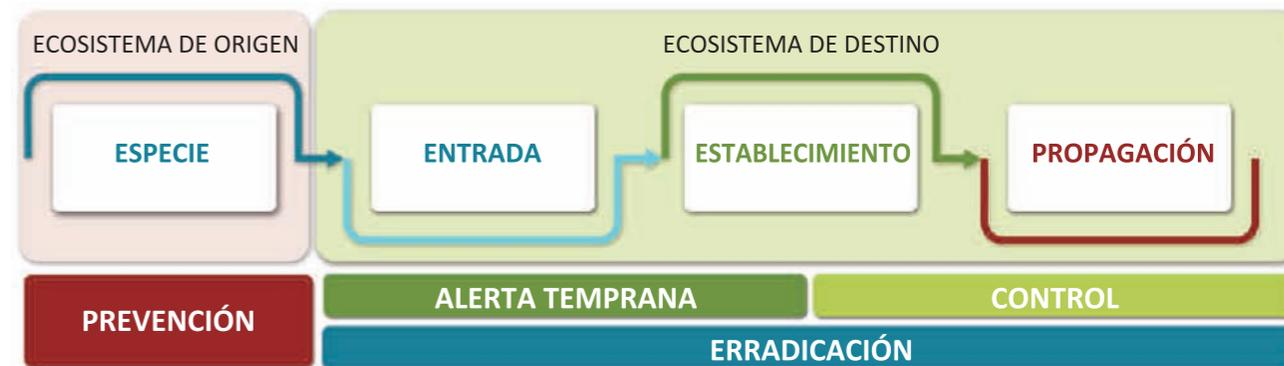 ECOSISTEMA DE ORIGEN
ECOSISTEMA DE DESTINO
ESPECIE
ENTRADA
ESTABLECIMIENTO
PROPAGACIÓN
PREVENCIÓN
ALERTA TEMPRANA
CONTROL
ERRADICACIÓN